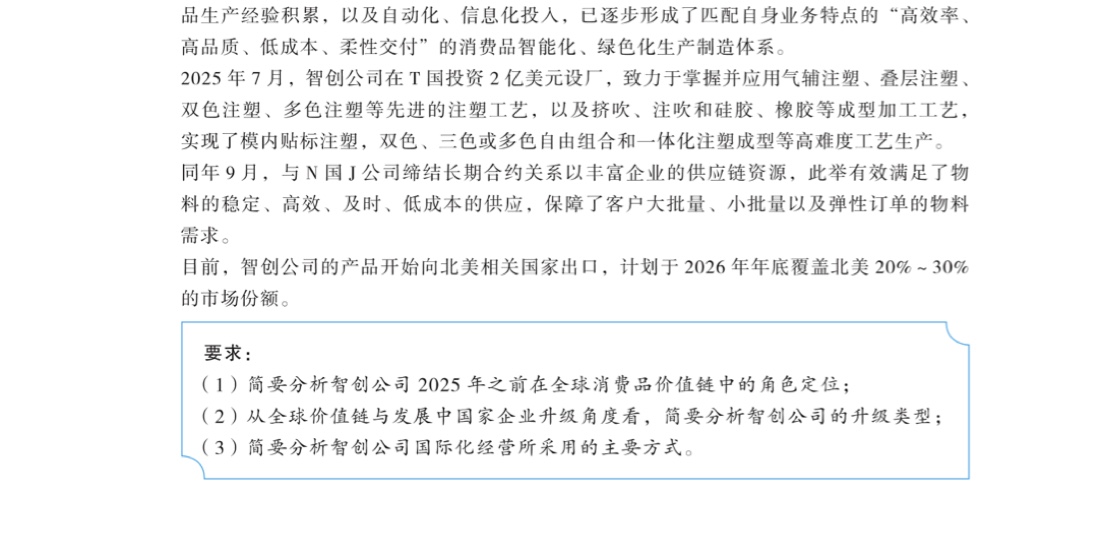 品生产经验积累，以及自动化、信息化投入，已逐步形成了匹配自身业务特点的“高效率、
高品质、低成本、柔性交付”的消费品智能化、绿色化生产制造体系。
2025 年 7 月，智创公司在 T 国投资 2 亿美元设厂，致力于掌握并应用气辅注塑、叠层注塑、
双色注塑、多色注塑等先进的注塑工艺，以及挤吹、注吹和硅胶、橡胶等成型加工工艺，
实现了模内贴标注塑，双色、三色或多色自由组合和一体化注塑成型等高难度工艺生产。
同年 9 月，与 N 国 J 公司缔结长期合约关系以丰富企业的供应链资源，此举有效满足了物
料的稳定、高效、及时、低成本的供应，保障了客户大批量、小批量以及弹性订单的物料
需求。
目前，智创公司的产品开始向北美相关国家出口，计划于 2026 年年底覆盖北美 20% ~ 30%
的市场份额。
要求：
（1）简要分析智创公司 2025 年之前在全球消费品价值链中的角色定位；
（2）从全球价值链与发展中国家企业升级角度看，简要分析智创公司的升级类型；
（3）简要分析智创公司国际化经营所采用的主要方式。